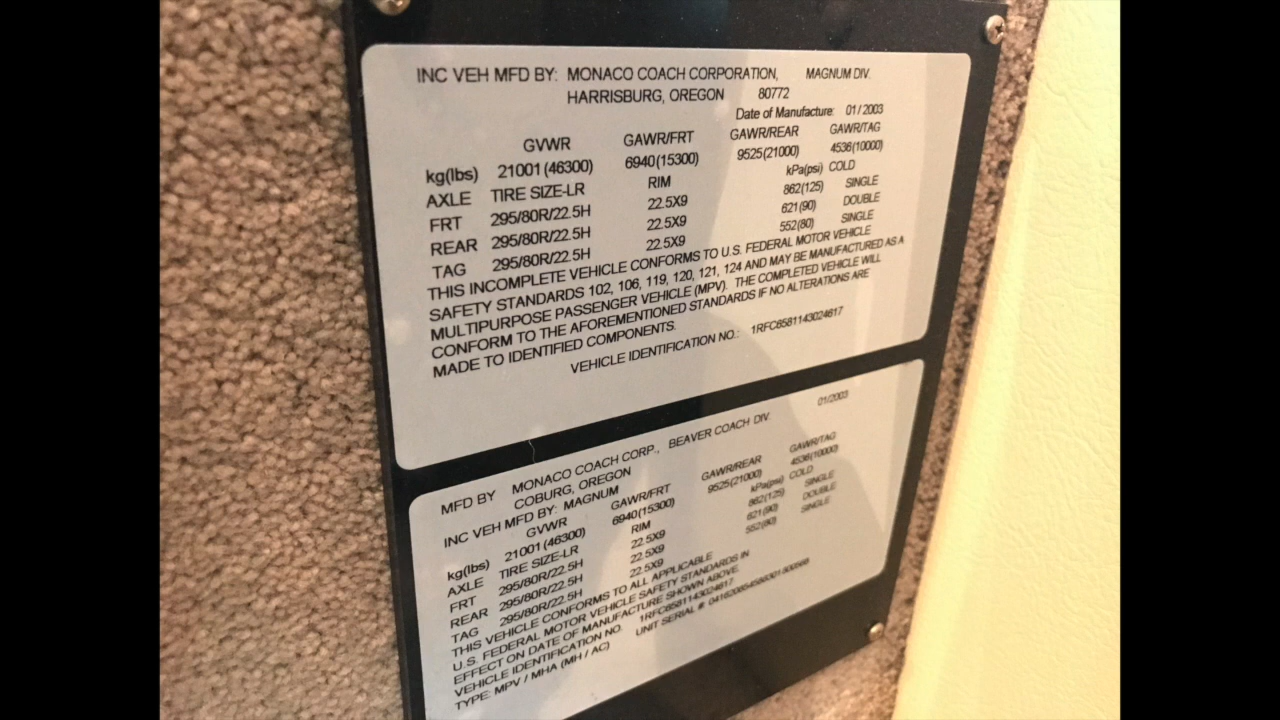 INC VEH MFD BY: MONACO COACH CORPORATION, MAGNUM DIV.
HARRISBURG, OREGON 80772
Date of Manufacture: 01/2003
GVWR GAWR/FRT GAWR/REAR GAWR/TAG
kg(lbs) 21001(46300) 6940(15300) 9525(21000) 4536(10000)
AXLE TIRE SIZE-LR RIM kPa(psi) COLD
FRT 295/80R/22.5H 22.5X9 862(125) SINGLE
REAR 295/80R/22.5H 22.5X9 621(90) DOUBLE
TAG 295/80R/22.5H 22.5X9 552(80) SINGLE
THIS INCOMPLETE VEHICLE CONFORMS TO U.S. FEDERAL MOTOR VEHICLE
SAFETY STANDARDS 102, 106, 119, 120, 121, 124 AND MAY BE MANUFACTURED AS A
MULTIPURPOSE PASSENGER VEHICLE (MPV). THE COMPLETED VEHICLE WILL
CONFORM TO THE AFOREMENTIONED STANDARDS IF NO ALTERATIONS ARE
MADE TO IDENTIFIED COMPONENTS.
VEHICLE IDENTIFICATION NO.: 1RFC6581143024617
01/2003
MFD BY MONACO COACH CORP., BEAVER COACH DIV
COBURG, OREGON
INC VEH MFD BY: MAGNUM
GVWR GAWR/FRT GAWR/REAR GAWR/TAG
kg(lbs) 21001(46300) 6940(15300) 9525(21000) 4536(10000)
AXLE TIRE SIZE-LR RIM kPa(psi) COLD
FRT 295/80R/22.5H 22.5X9 862(125) SINGLE
REAR 295/80R/22.5H 22.5X9 621(90) DOUBLE
TAG 295/80R/22.5H 22.5X9 552(80) SINGLE
THIS VEHICLE CONFORMS TO ALL APPLICABLE
U.S. FEDERAL MOTOR VEHICLE SAFETY STANDARDS IN
EFFECT ON DATE OF MANUFACTURE SHOWN ABOVE.
VEHICLE IDENTIFICATION NO. 1RFC6581143024617
TYPE: MPV / MHA (MH / AC) UNIT SERIAL #